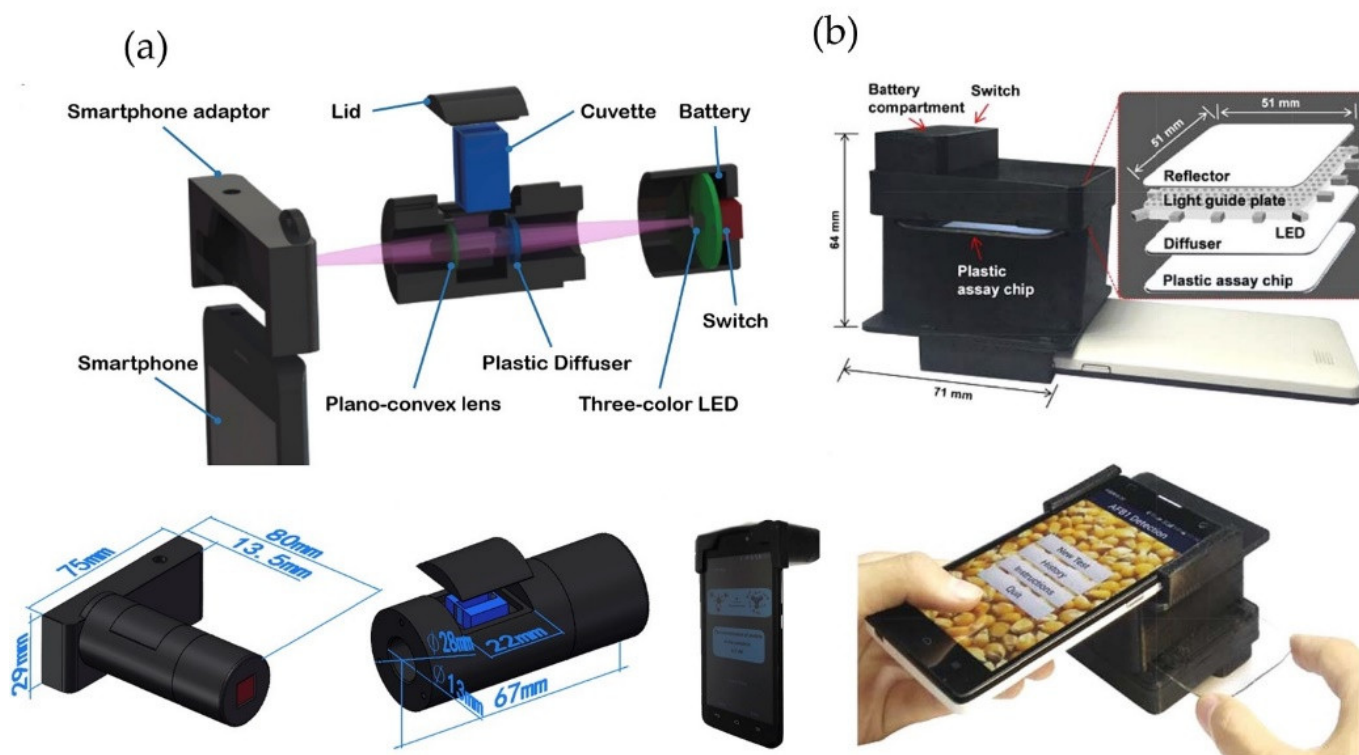 (a)
Smartphone adaptor
Lid
Cuvette
Battery
Smartphone
Plano-convex lens
Plastic Diffuser
Three-color LED
Switch
75mm
80mm
13.5mm
29mm
Φ28mm
Φ13mm
22mm
67mm
(b)
Battery
compartment
Switch
64 mm
71 mm
Plastic
assay chip
51 mm
51 mm
Reflector
Light guide plate
LED
Diffuser
Plastic assay chip
AFB1 Detection
New Test
History
Instructions
Quit